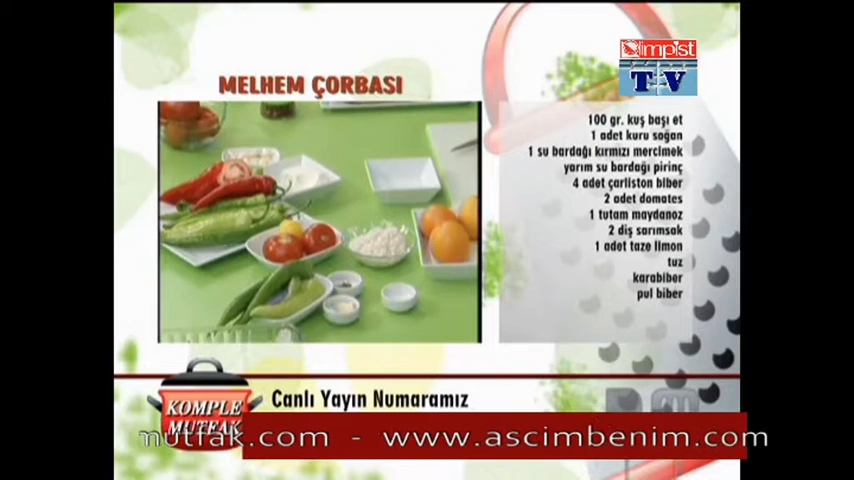 Olimpist
TV
MELHEM ÇORBASI
100 gr. kuş başı et
1 adet kuru soğan
1 su bardağı kırmızı mercimek
yarım su bardağı pirinç
4 adet çarliston biber
2 adet domates
1 tutam maydanoz
2 diş sarımsak
1 adet taze limon
tuz
karabiber
pul biber
Canlı Yayın Numaramız
KOMPLE
MUTFAK
mutfak.com - www.ascimbenim.com